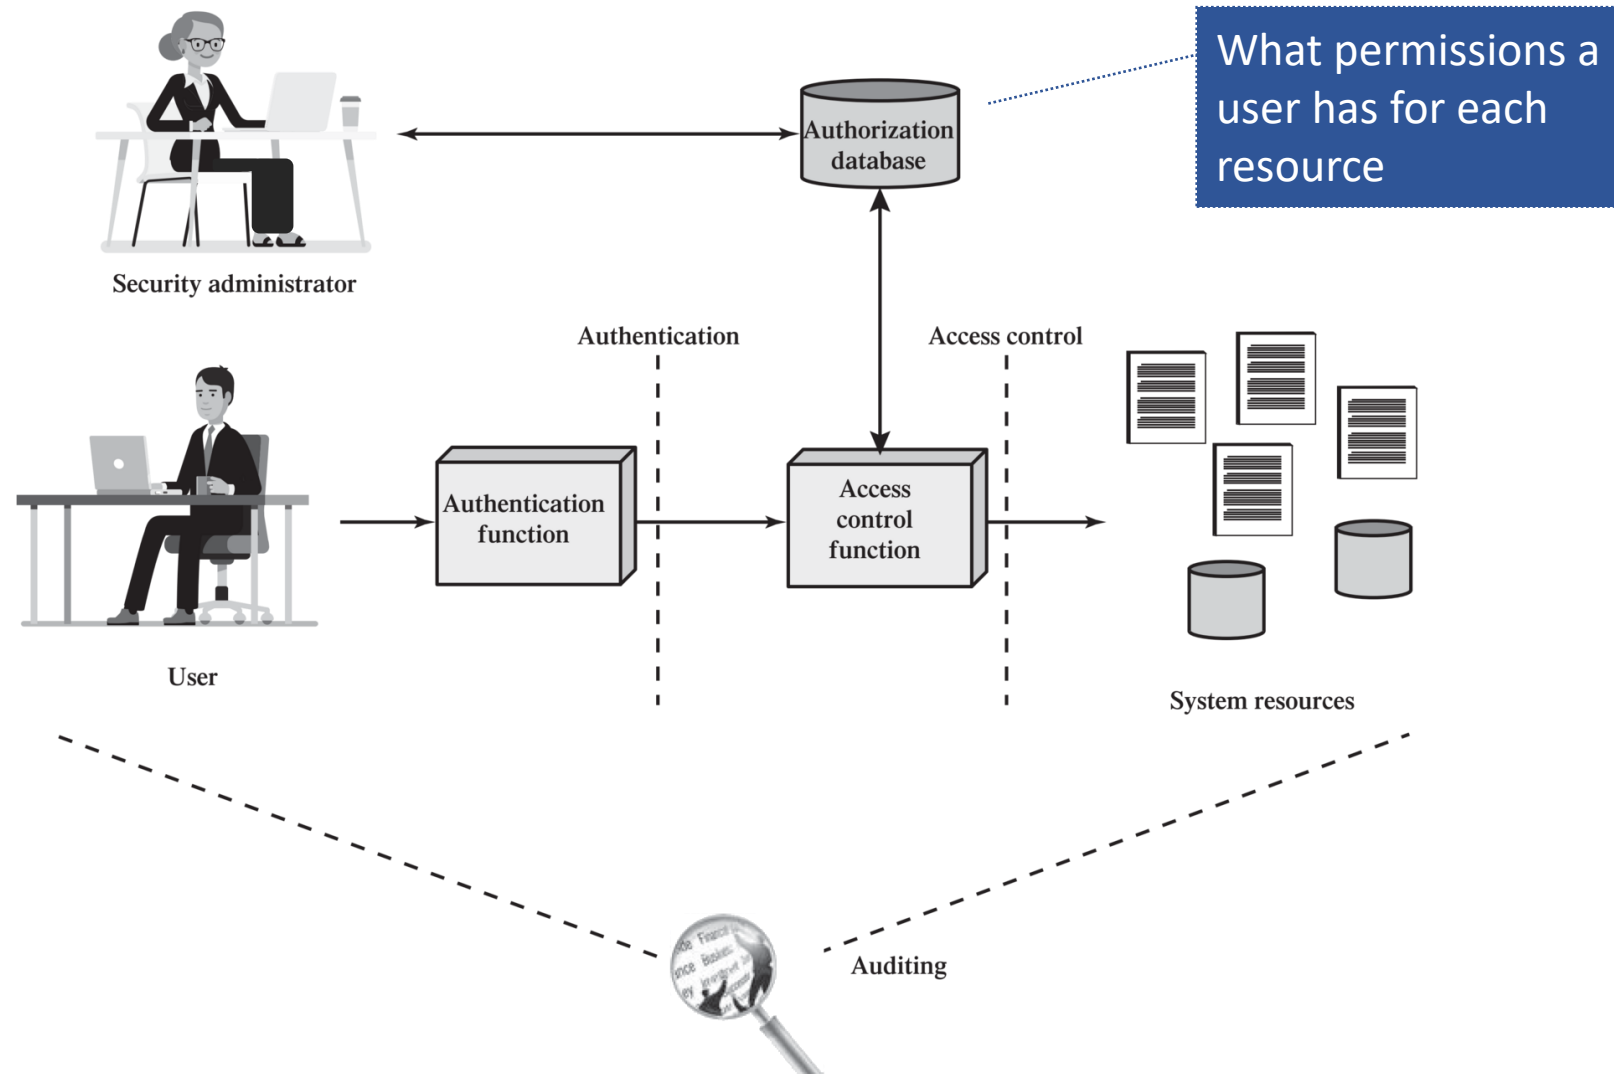 What permissions a
user has for each
resource
Authorization
database
Security administrator
Authentication
Access control
Authentication
function
Access
control
function
User
System resources
Auditing